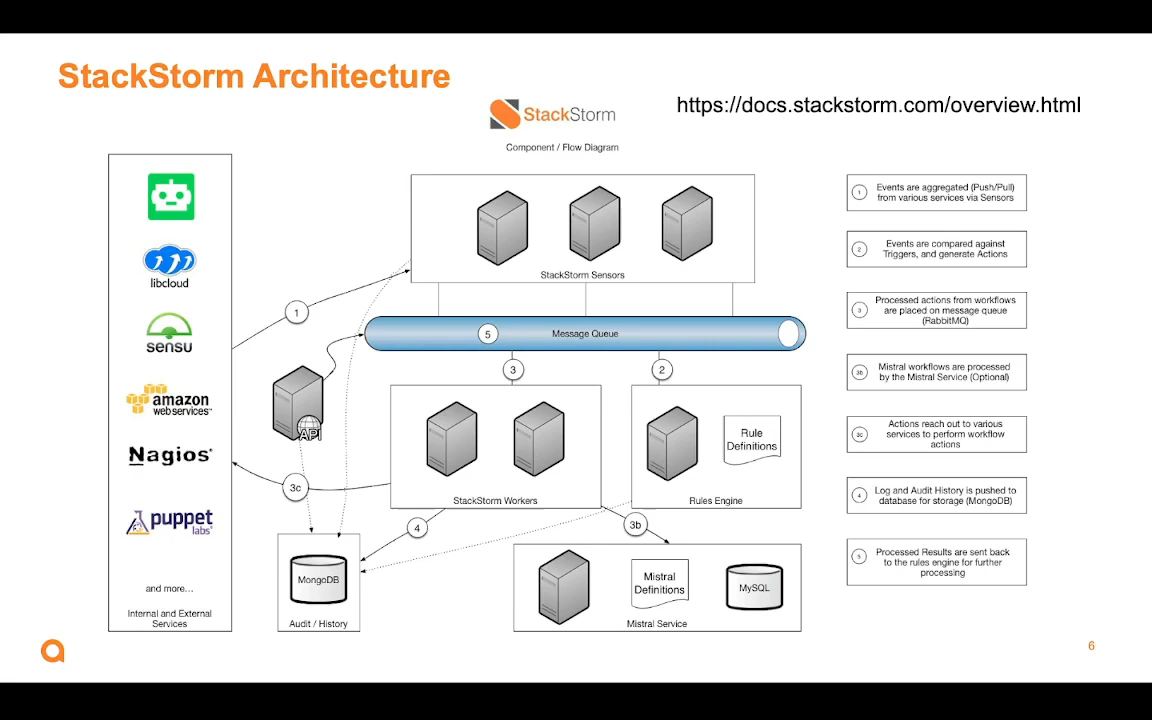 StackStorm Architecture
StackStorm
https://docs.stackstorm.com/overview.html
Component / Flow Diagram
libcloud
sensu
amazon
webservices™
Nagios®
puppet
labs®
and more…
Internal and External
Services
1
StackStorm Sensors
5
Message Queue
3
2
API
StackStorm Workers
Rule
Definitions
Rules Engine
3c
4
3b
MongoDB
Audit / History
Mistral
Definitions
MySQL
Mistral Service
1
Events are aggregated (Push/Pull)
from various services via Sensors
2
Events are compared against
Triggers, and generate Actions
3
Processed actions from workflows
are placed on message queue
(RabbitMQ)
3b
Mistral workflows are processed
by the Mistral Service (Optional)
3c
Actions reach out to various
services to perform workflow
actions
4
Log and Audit History is pushed to
database for storage (MongoDB)
5
Processed Results are sent back
to the rules engine for further
processing
6